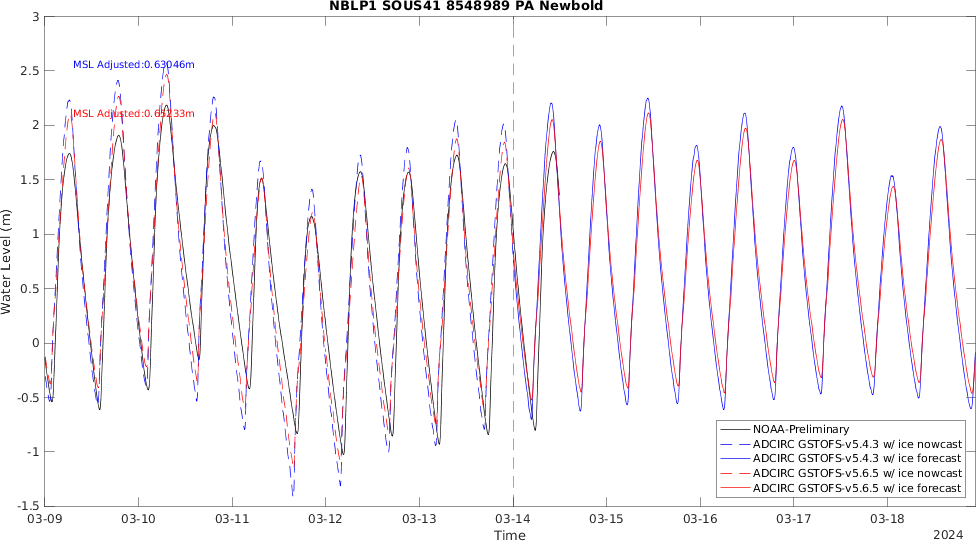 NBLP1 SOUS41 8548989 PA Newbold
3
2.5
2
1.5
1
0.5
0
-0.5
-1
-1.5
Water Level (m)
MSL Adjusted:0.63046m
MSL Adjusted:0.65233m
NOAA-Preliminary
ADCIRC GSTOFS-v5.4.3 w/ ice nowcast
ADCIRC GSTOFS-v5.4.3 w/ ice forecast
ADCIRC GSTOFS-v5.6.5 w/ ice nowcast
ADCIRC GSTOFS-v5.6.5 w/ ice forecast
03-09 03-10 03-11 03-12 03-13 03-14 03-15 03-16 03-17 03-18
Time
2024